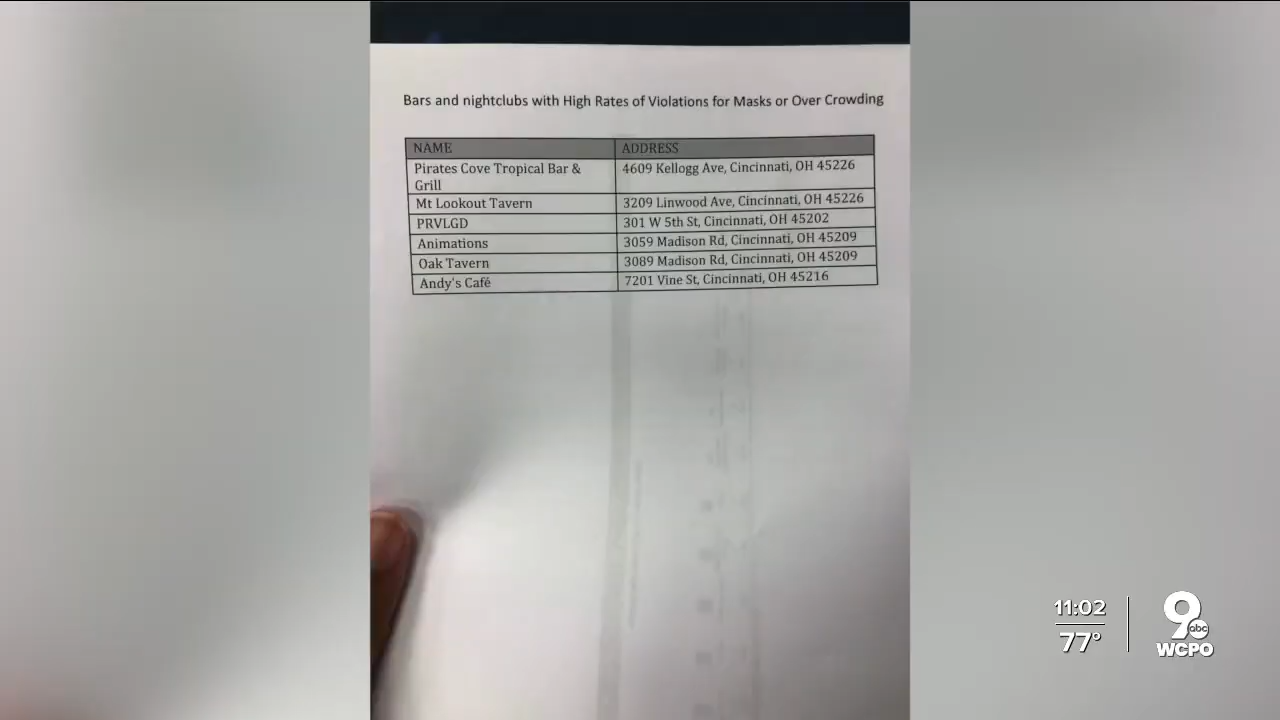 Bars and nightclubs with High Rates of Violations for Masks or Over Crowding
NAME ADDRESS
Pirates Cove Tropical Bar & 4609 Kellogg Ave, Cincinnati, OH 45226
Grill
Mt Lookout Tavern 3209 Linwood Ave, Cincinnati, OH 45226
PRVLGD 301 W 5th St, Cincinnati, OH 45202
Animations 3059 Madison Rd, Cincinnati, OH 45209
Oak Tavern 3089 Madison Rd, Cincinnati, OH 45209
Andy's Café 7201 Vine St, Cincinnati, OH 45216
11:02
77°
9
abc
WCPO